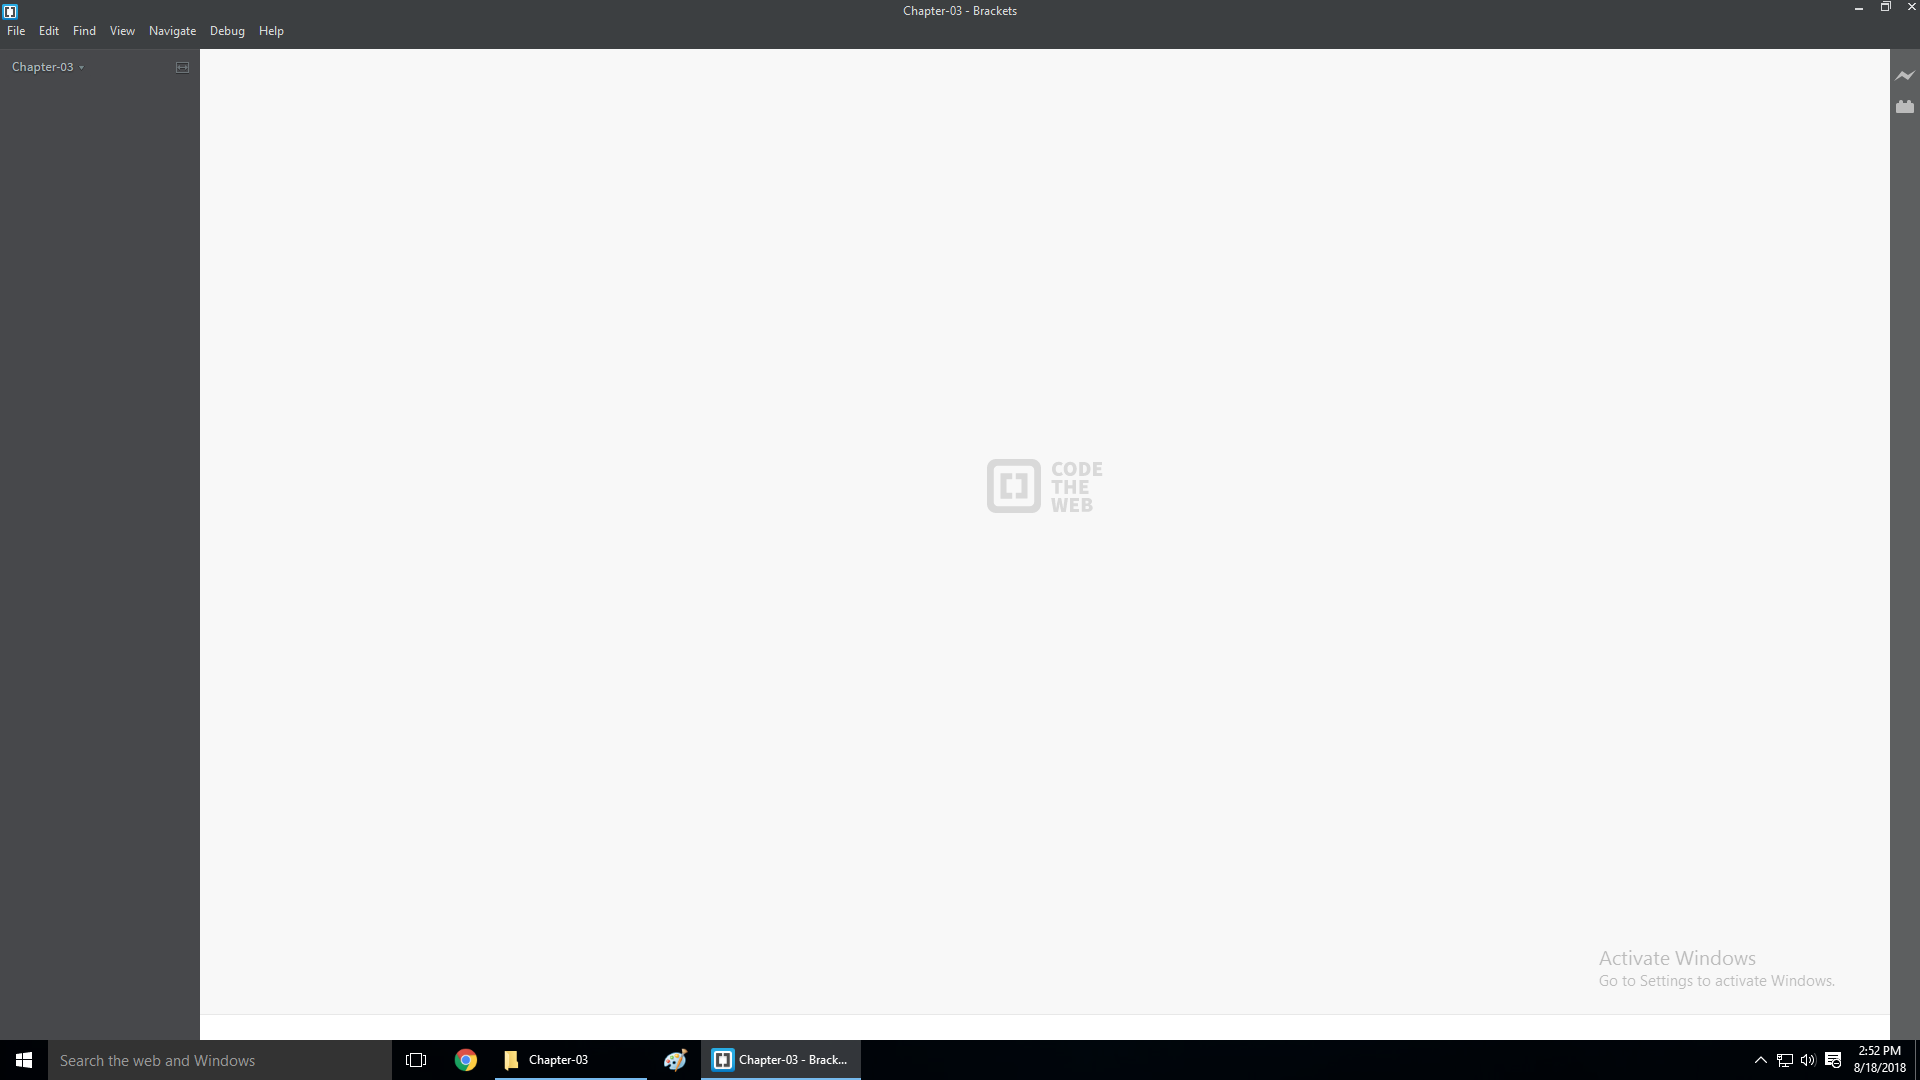 Chapter-03 - Brackets
File Edit Find View Navigate Debug Help
Chapter-03
CODE
THE
WEB
Activate Windows
Go to Settings to activate Windows.
Search the web and Windows
Chapter-03
Chapter-03 - Brack...
2:52 PM
8/18/2018